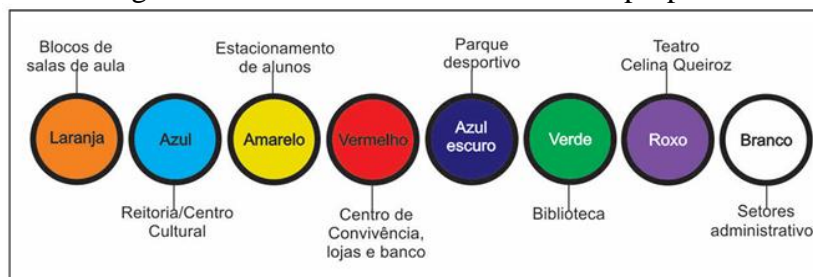 Blocos de
salas de aula
Estacionamento
de alunos
Parque
desportivo
Teatro
Celina Queiroz
Laranja
Azul
Amarelo
Vermelho
Azul
escuro
Verde
Roxo
Branco
Reitoria/Centro
Cultural
Centro de
Convivência,
lojas e banco
Biblioteca
Setores
administrativo